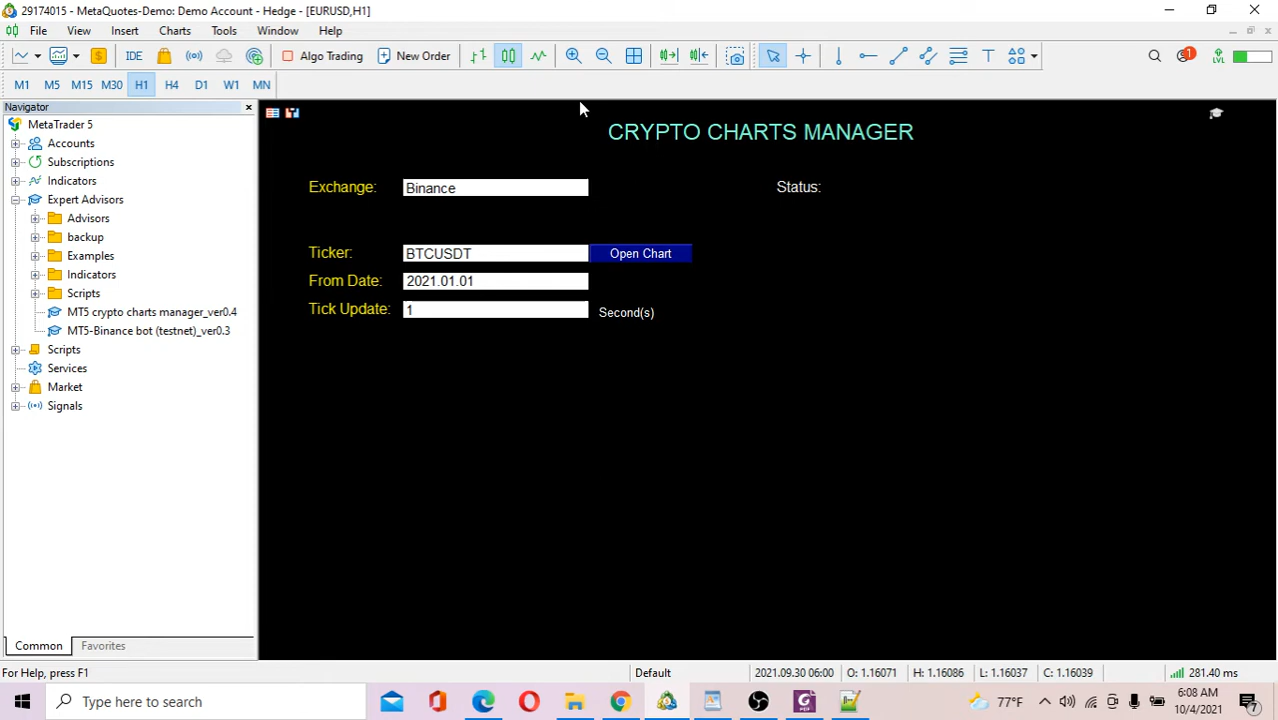 29174015 - MetaQuotes-Demo: Demo Account - Hedge - [EURUSD,H1]
File View Insert Charts Tools Window Help
IDE Algo Trading New Order 1 LVL
M1 M5 M15 M30 H1 H4 D1 W1 MN
Navigator
MetaTrader 5
Accounts
Subscriptions
Indicators
Expert Advisors
Advisors
backup
Examples
Indicators
Scripts
MT5 crypto charts manager_ver0.4
MT5-Binance bot (testnet)_ver0.3
Scripts
Services
Market
Signals
Common Favorites
CRYPTO CHARTS MANAGER
Exchange: Binance Status:
Ticker: BTCUSDT Open Chart
From Date: 2021.01.01
Tick Update: 1 Second(s)
For Help, press F1 Default 2021.09.30 06:00 O: 1.16071 H: 1.16086 L: 1.16037 C: 1.16039 281.40 ms
Type here to search 77°F 6:08 AM
10/4/2021 7